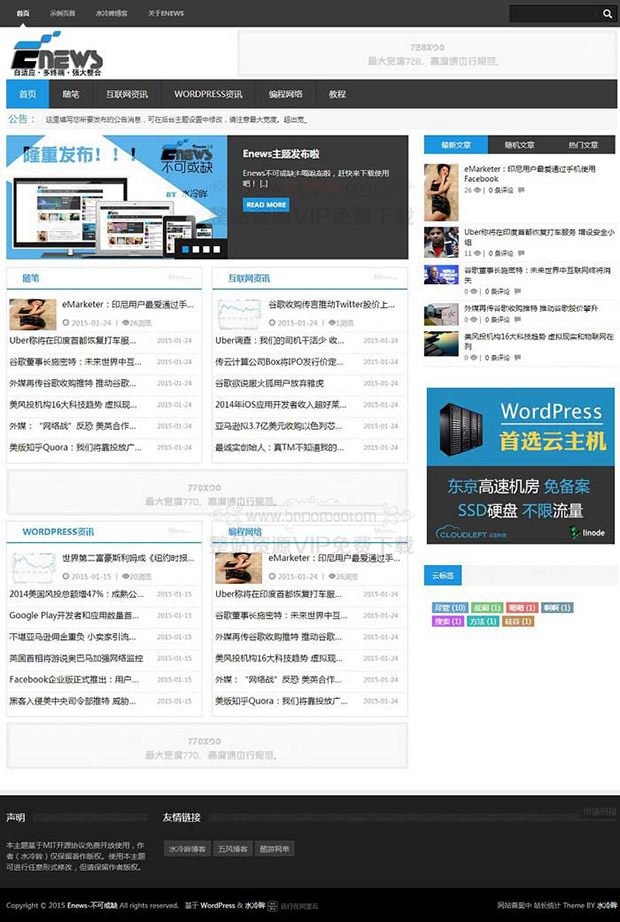 首页 示例页面 水冷眸博客 关于ENEWS
ENEWS
自适应·多终端·强大整合
728X90
最大宽度728，高度请自行规范。
首页 随笔 互联网资讯 WORDPRESS资讯 编程网络 教程
公告： 这里填写您所要发布的公告消息，可在后台主题设置中修改，请注意最大宽度。超出宽_
隆重发布！！！
ENEWS
不可或缺
BY 水冷眸
Enews主题发布啦
Enews不可或缺主题发布啦，赶快来下载使用吧！ [..]
READ MORE
最新文章 随机文章 热门文章
eMarketer：印尼用户最爱通过手机使用
Facebook
26 | 0 条评论
Uber称将在印度首都恢复打车服务 增设安全小组
11 | 0 条评论
谷歌董事长施密特：未来世界中互联网终将消失
0 | 0 条评论
外媒再传谷歌收购推特 推动谷歌股价攀升
0 | 0 条评论
美风投机构16大科技趋势 虚拟现实和物联网在列
0 | 0 条评论
随笔 More...
eMarketer：印尼用户最爱通过手...
2015-01-24 | 26浏览
Uber称将在印度首都恢复打车服... 2015-01-24
谷歌董事长施密特：未来世界中互... 2015-01-24
外媒再传谷歌收购推特 推动谷歌... 2015-01-24
美风投机构16大科技趋势 虚拟现... 2015-01-24
外媒：“网络战”反恐 美英合作... 2015-01-24
美版知乎Quora：我们将靠投放广... 2015-01-24
互联网资讯 More...
谷歌收购传言推动Twitter股价上...
2015-01-24 | 1浏览
Uber调查：我们的司机干活少 收... 2015-01-24
传云计算公司Box将IPO发行价定... 2015-01-24
谷歌欲说服火狐用户放弃雅虎 2015-01-24
2014年iOS应用开发者收入超好莱... 2015-01-24
亚马逊拟3.7亿美元收购以色列芯... 2015-01-24
最诚实创始人：真TM不知道我的... 2015-01-24
WordPress
首选云主机
东京高速机房 免备案
SSD硬盘 不限流量
CLOUDLEFT
linode
770X90
最大宽度770，高度请自行规范。
整站资源VIP免费下载
WORDPRESS资讯 More...
世界第二富豪斯利姆成《纽约时报...
2015-01-15 | 20浏览
2014美国风投总额增47%：成熟公... 2015-01-15
Google Play开发者和应用数量首... 2015-01-15
不堪亚马逊佣金重负 小卖家引流... 2015-01-15
英国首相将游说奥巴马加强网络监控 2015-01-15
Facebook企业版正式推出：用户... 2015-01-15
黑客入侵美中央司令部推特 威胁... 2015-01-15
编程网络 More...
eMarketer：印尼用户最爱通过手...
2015-01-24 | 26浏览
Uber称将在印度首都恢复打车服... 2015-01-24
谷歌董事长施密特：未来世界中互... 2015-01-24
外媒再传谷歌收购推特 推动谷歌... 2015-01-24
美风投机构16大科技趋势 虚拟现... 2015-01-24
外媒：“网络战”反恐 美英合作... 2015-01-24
美版知乎Quora：我们将靠投放广... 2015-01-24
云标签
尽管 (10) (1) (1) 啊啊 (1)
搜索 (1) 方法 (1) 硅谷 (1)
770X90
最大宽度770，高度请自行规范。
声明
本主题基于MIT开源协议免费开放使用，作者（水冷眸）仅保留著作版权。使用本主题可进行任意形式修改，但请保留作者版权。
友情链接 申请链接
水冷眸博客 五风博客 酷游网单
Copyright © 2015 Enews-不可或缺 All rights reserved. 基于 WordPress & 水冷眸 运行在阿里云
网站备案中 站长统计 Theme BY 水冷眸